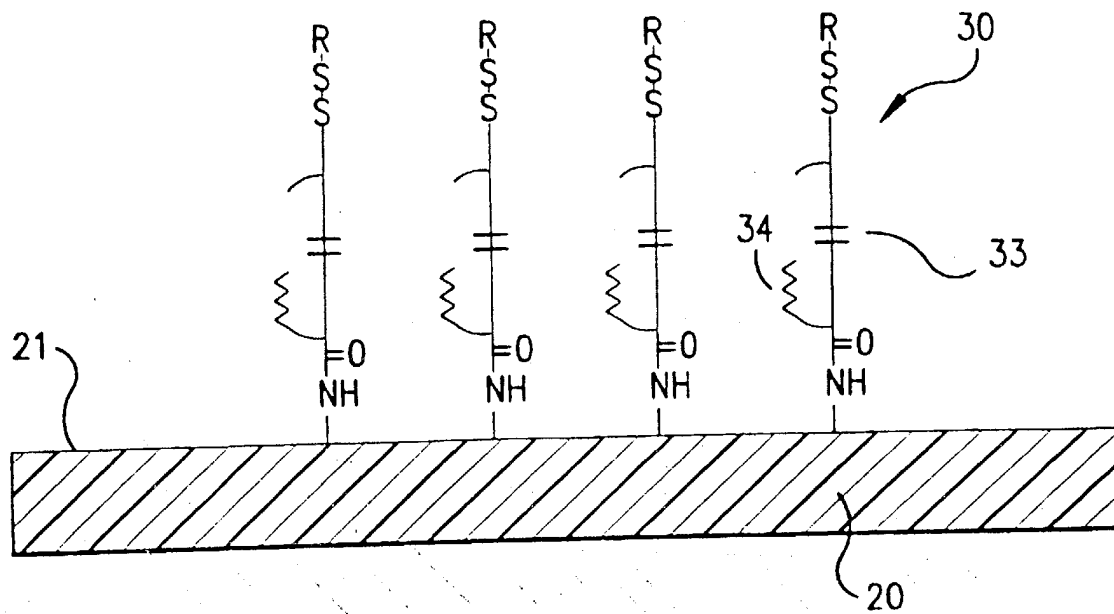 R R R R 30
S S S S
S S S S
34 33
21 =O =O =O =O
NH NH NH NH
20